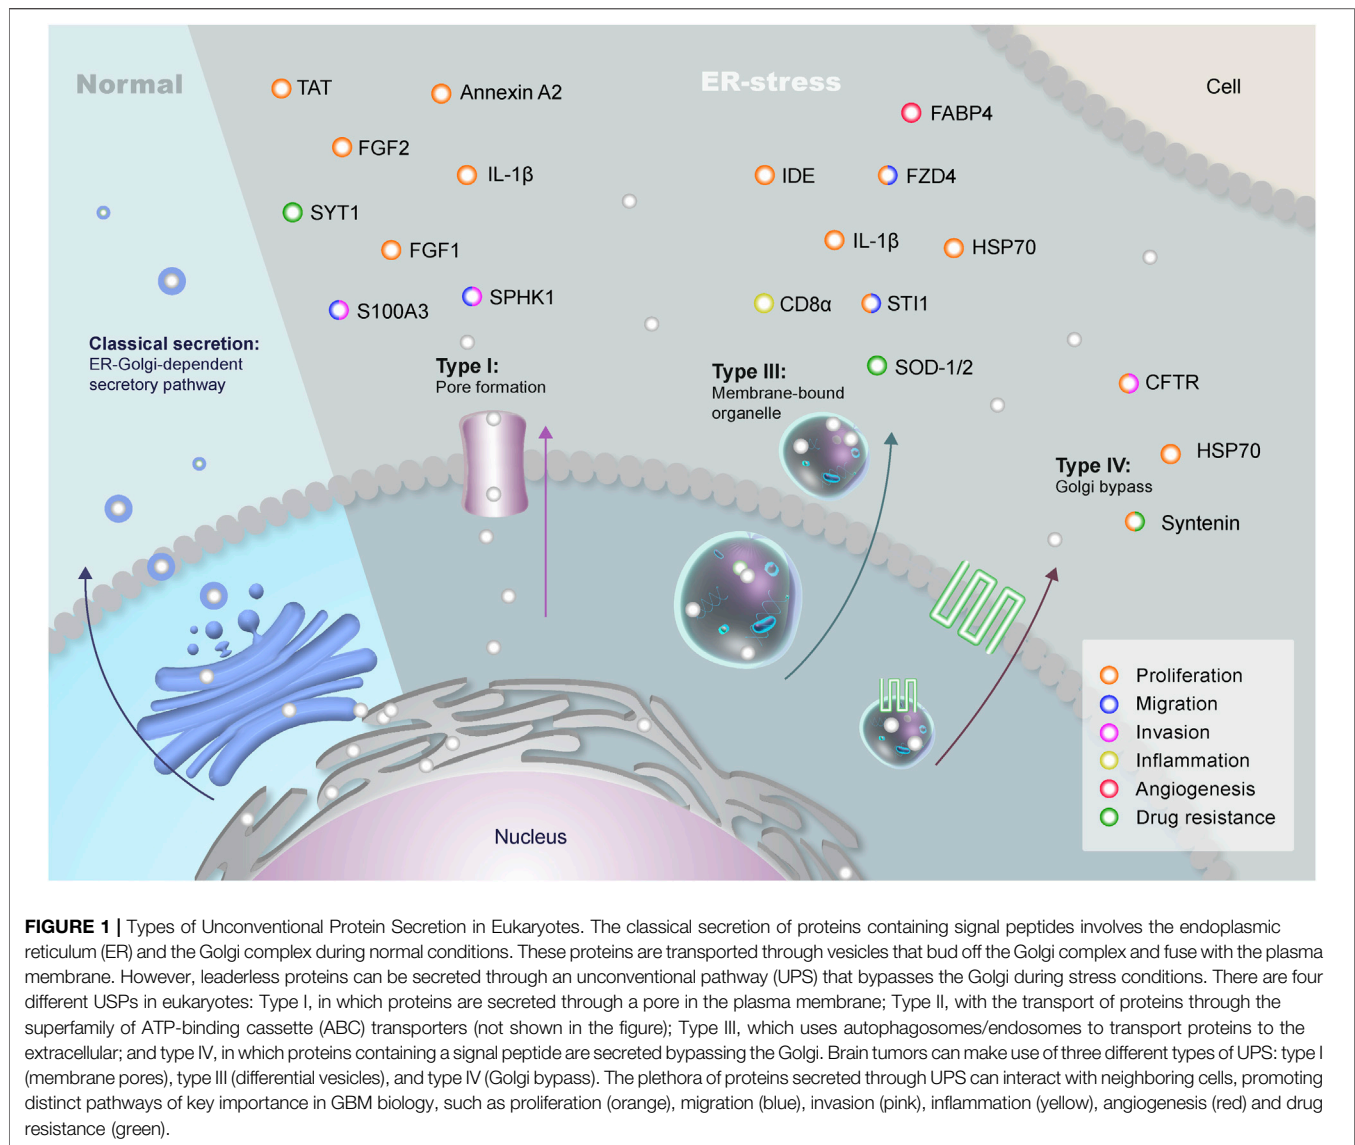 Normal
ER-stress
Cell
TAT
Annexin A2
FABP4
FGF2
IL-1β
IDE
FZD4
SYT1
FGF1
IL-1β
HSP70
S100A3
SPHK1
CD8α
STI1
Classical secretion:
ER-Golgi-dependent
secretory pathway
Type I:
Pore formation
Type III:
Membrane-bound
organelle
SOD-1/2
CFTR
HSP70
Type IV:
Golgi bypass
Syntenin
Nucleus
Proliferation
Migration
Invasion
Inflammation
Angiogenesis
Drug resistance
FIGURE 1 | Types of Unconventional Protein Secretion in Eukaryotes. The classical secretion of proteins containing signal peptides involves the endoplasmic
reticulum (ER) and the Golgi complex during normal conditions. These proteins are transported through vesicles that bud off the Golgi complex and fuse with the plasma
membrane. However, leaderless proteins can be secreted through an unconventional pathway (UPS) that bypasses the Golgi during stress conditions. There are four
different USPs in eukaryotes: Type I, in which proteins are secreted through a pore in the plasma membrane; Type II, with the transport of proteins through the
superfamily of ATP-binding cassette (ABC) transporters (not shown in the figure); Type III, which uses autophagosomes/endosomes to transport proteins to the
extracellular; and type IV, in which proteins containing a signal peptide are secreted bypassing the Golgi. Brain tumors can make use of three different types of UPS: type I
(membrane pores), type III (differential vesicles), and type IV (Golgi bypass). The plethora of proteins secreted through UPS can interact with neighboring cells, promoting
distinct pathways of key importance in GBM biology, such as proliferation (orange), migration (blue), invasion (pink), inflammation (yellow), angiogenesis (red) and drug
resistance (green).